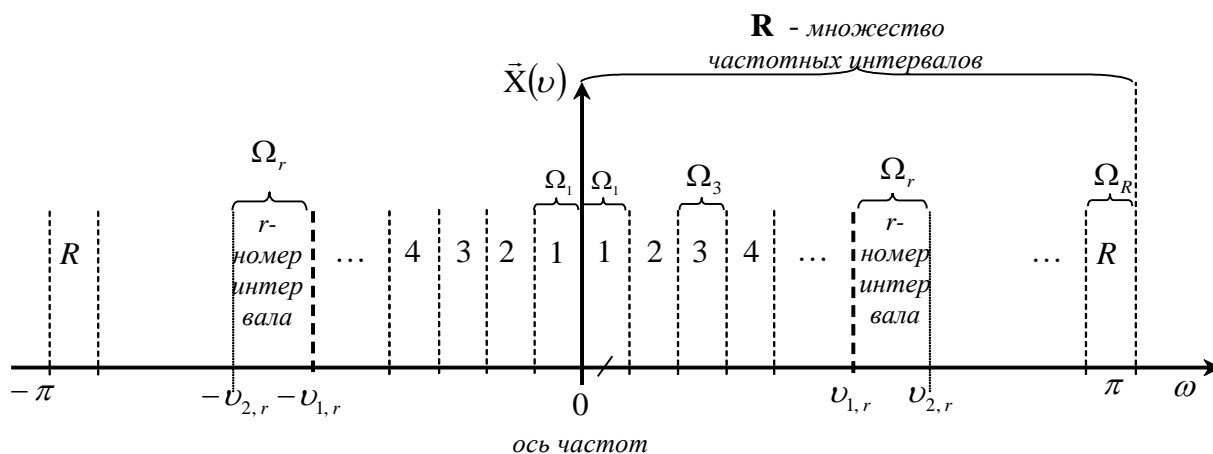 R - множество
частотных интервалов
X⃗(υ)
Ω_r Ω_1 Ω_1 Ω_3 Ω_r Ω_R
R r- ... 4 3 2 1 1 2 3 4 ... r- ... R
номер номер
интер интер
вала вала
−π −υ_{2,r} −υ_{1,r} 0 υ_{1,r} υ_{2,r} π ω
ось частот